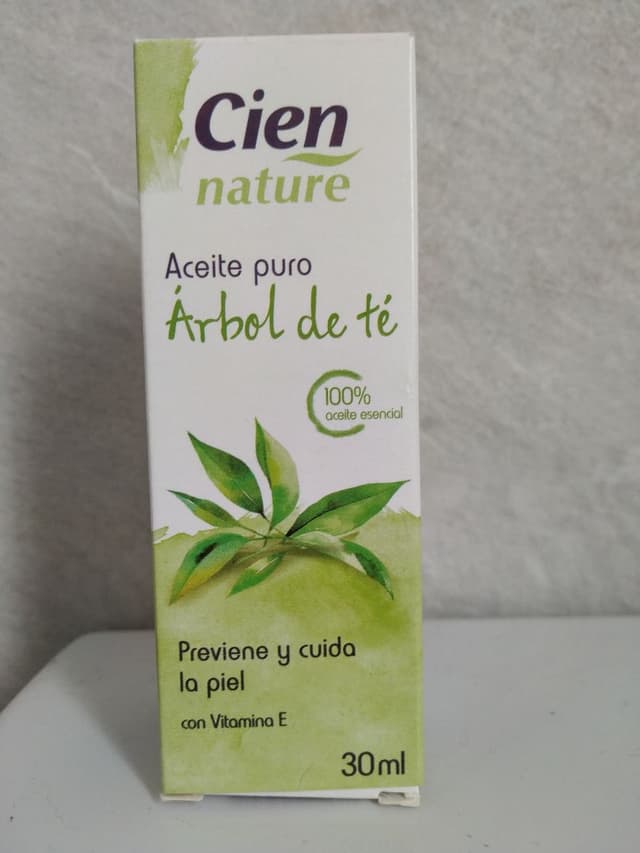 Cien
nature
Aceite puro
Árbol de té
100%
aceite esencial
Previene y cuida
la piel
con Vitamina E
30ml